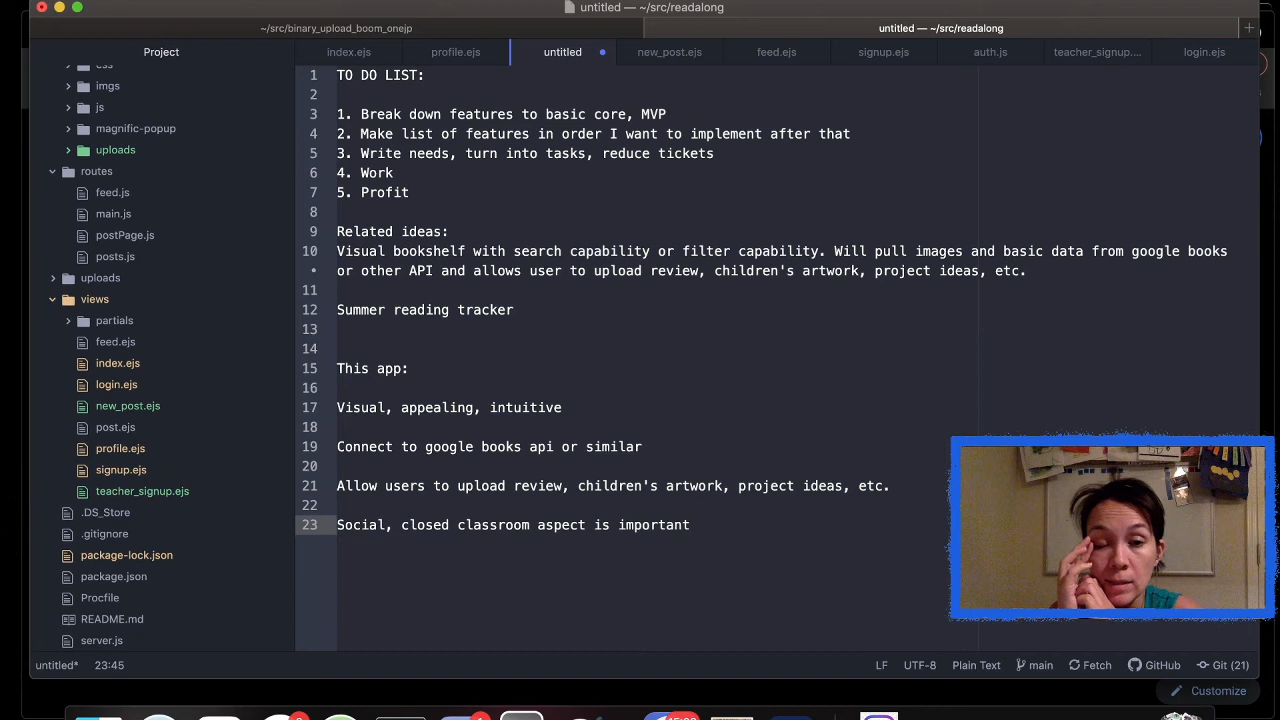 untitled — ~/src/readalong
~/src/binary_upload_boom_onejp
untitled — ~/src/readalong
Project
index.ejs
profile.ejs
untitled
new_post.ejs
feed.ejs
signup.ejs
auth.js
teacher_signup....
login.ejs
css
imgs
js
magnific-popup
uploads
routes
feed.js
main.js
postPage.js
posts.js
uploads
views
partials
feed.ejs
index.ejs
login.ejs
new_post.ejs
post.ejs
profile.ejs
signup.ejs
teacher_signup.ejs
.DS_Store
.gitignore
package-lock.json
package.json
Procfile
README.md
server.js
1 TO DO LIST:
2
3 1. Break down features to basic core, MVP
4 2. Make list of features in order I want to implement after that
5 3. Write needs, turn into tasks, reduce tickets
6 4. Work
7 5. Profit
8
9 Related ideas:
10 Visual bookshelf with search capability or filter capability. Will pull images and basic data from google books
• or other API and allows user to upload review, children's artwork, project ideas, etc.
11
12 Summer reading tracker
13
14
15 This app:
16
17 Visual, appealing, intuitive
18
19 Connect to google books api or similar
20
21 Allow users to upload review, children's artwork, project ideas, etc.
22
23 Social, closed classroom aspect is important
untitled* 23:45
LF UTF-8 Plain Text main Fetch GitHub Git (21)
Customize